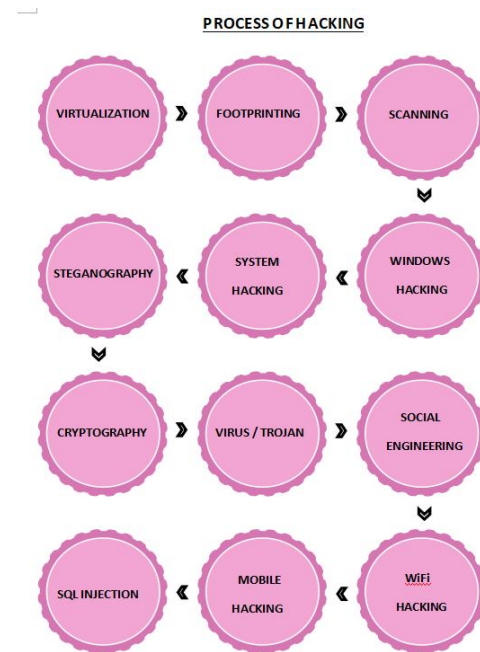 PROCESS OF HACKING
VIRTUALIZATION
FOOTPRINTING
SCANNING
WINDOWS
HACKING
SYSTEM
HACKING
STEGANOGRAPHY
CRYPTOGRAPHY
VIRUS / TROJAN
SOCIAL
ENGINEERING
WiFi
HACKING
MOBILE
HACKING
SQL INJECTION